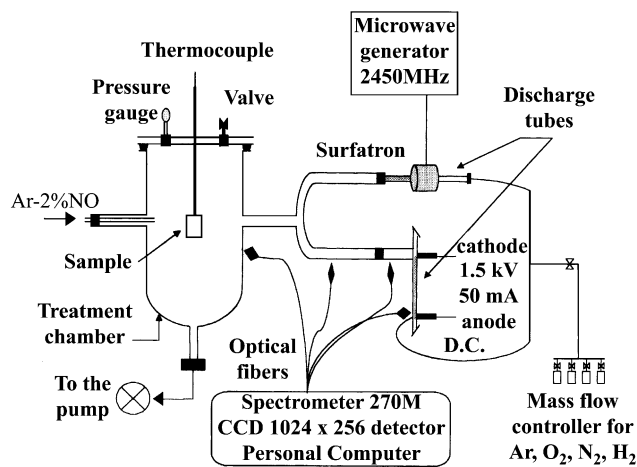 Microwave
generator
2450MHz
Thermocouple
Pressure
gauge
Valve
Discharge
tubes
Surfatron
Ar-2%NO
Sample
cathode
1.5 kV
50 mA
anode
D.C.
Treatment
chamber
Optical
fibers
To the
pump
Spectrometer 270M
CCD 1024 x 256 detector
Personal Computer
Mass flow
controller for
Ar, O₂, N₂, H₂